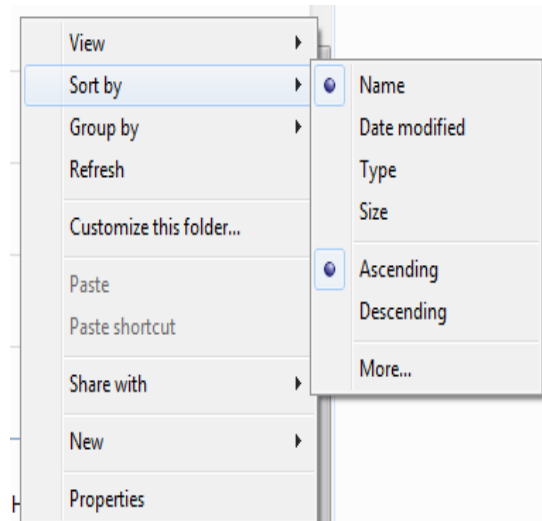 View
Sort by
Group by
Refresh
Customize this folder...
Paste
Paste shortcut
Share with
New
Properties
Name
Date modified
Type
Size
Ascending
Descending
More...